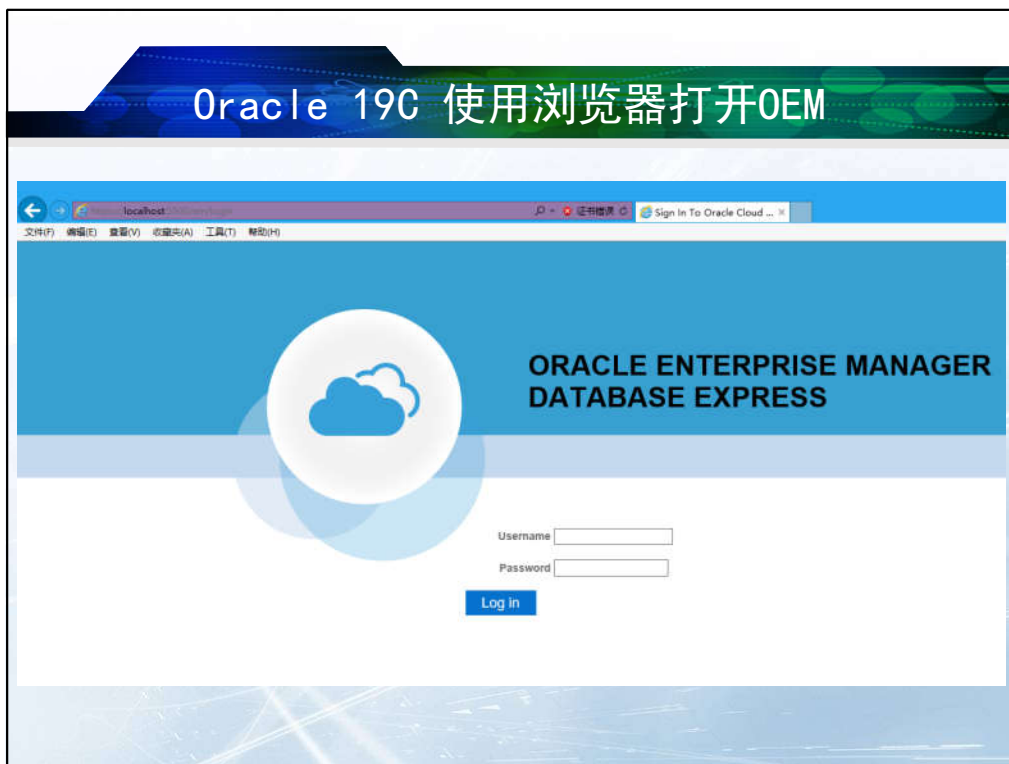 Oracle 19C 使用浏览器打开OEM
localhost
证书错误
Sign In To Oracle Cloud ...
文件(F) 编辑(E) 查看(V) 收藏夹(A) 工具(T) 帮助(H)
ORACLE ENTERPRISE MANAGER
DATABASE EXPRESS
Username
Password
Log in